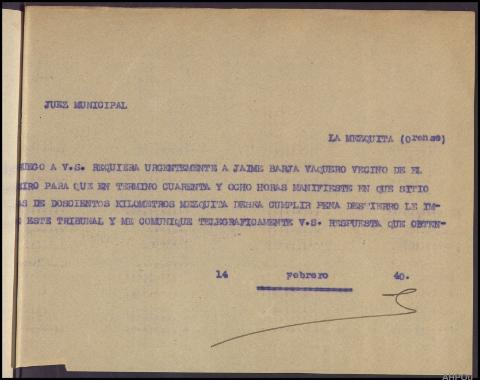 JUEZ MUNICIPAL
LA MEZQUITA (Orense)
RUEGO A V.S. REQUIERA URGENTEMENTE A JAIME BARJA VAQUERO VECINO DE EL
PARA QUE EN TERMINO CUARENTA Y OCHO HORAS MANIFIESTE EN QUE SITIO
AS DE DOSCIENTOS KILOMETROS MEZQUITA DESEA CUMPLIR PENA DESTIERRO LE IM-
ESTE TRIBUNAL Y ME COMUNIQUE TELEGRAFICAMENTE V.S. RESPUESTA QUE OBTEN-
14 Febrero 40.